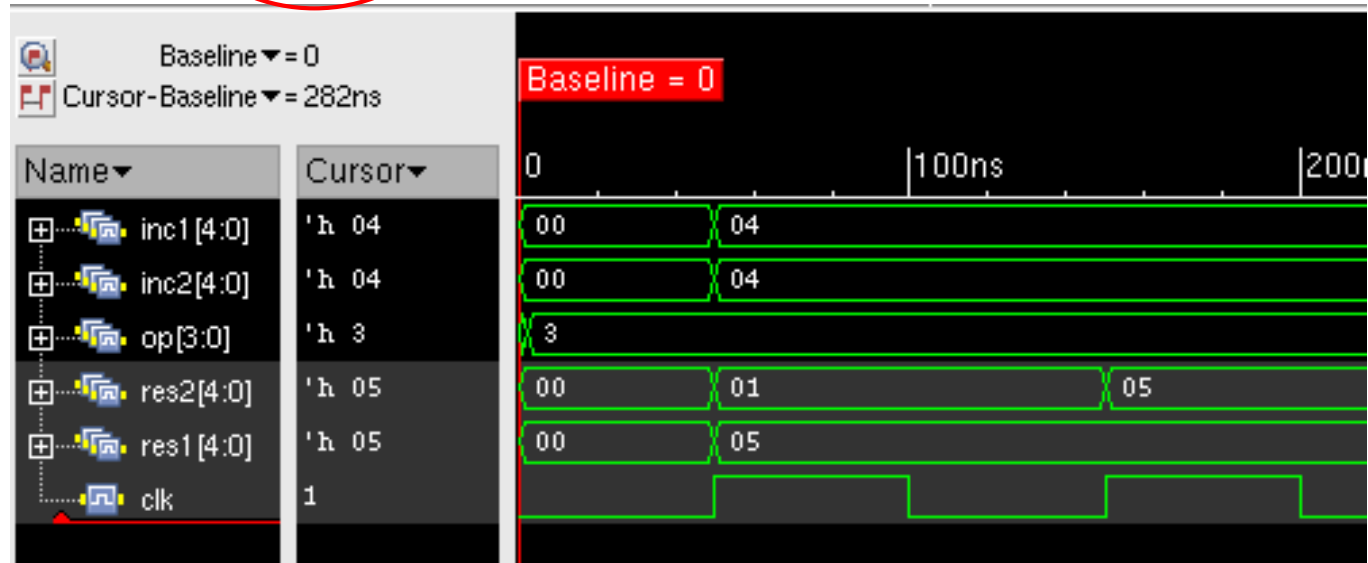 Baseline▾= 0
Cursor-Baseline▾= 282ns
Baseline = 0
Name▾ Cursor▾ 0 100ns 200n
inc1[4:0] 'h 04 00 04
inc2[4:0] 'h 04 00 04
op[3:0] 'h 3 3
res2[4:0] 'h 05 00 01 05
res1[4:0] 'h 05 00 05
clk 1